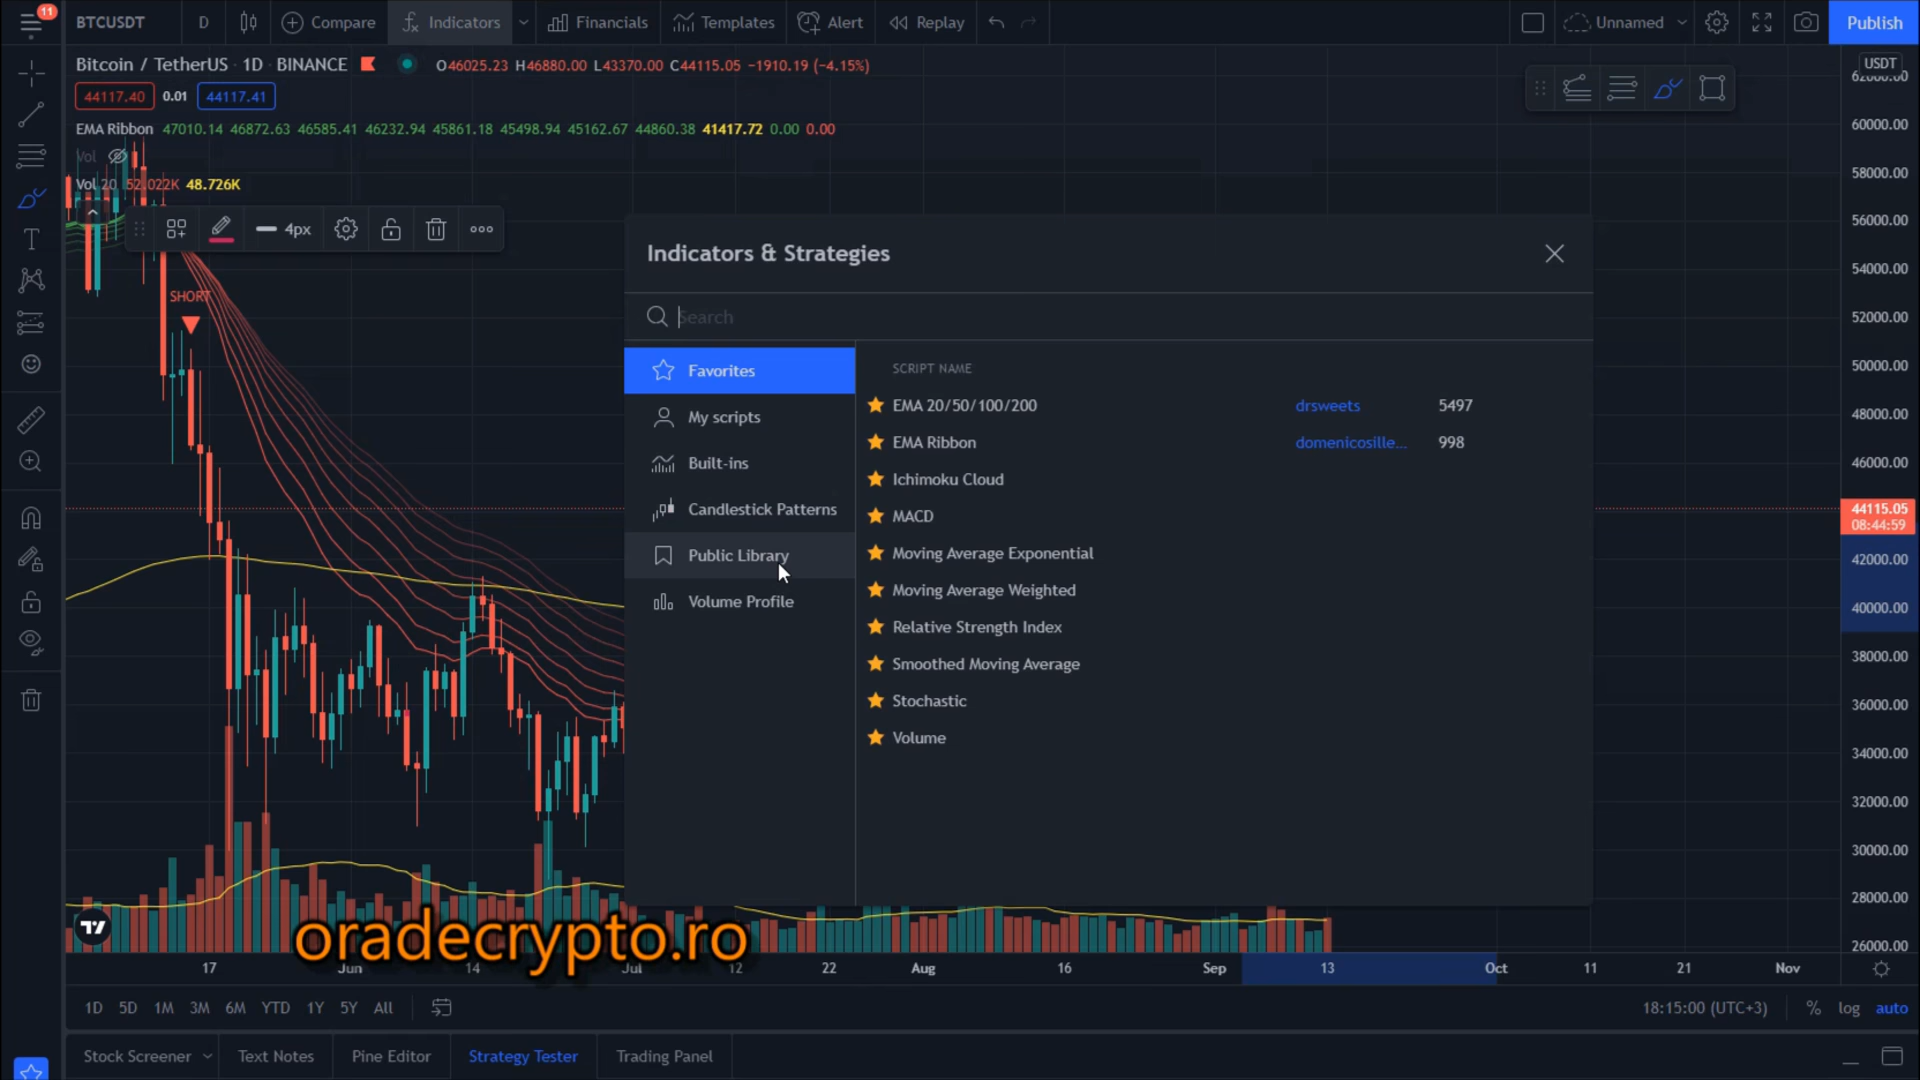 11
BTCUSDT D Compare Indicators Financials Templates Alert Replay Unnamed Publish
Bitcoin / TetherUS · 1D · BINANCE O46025.23 H46880.00 L43370.00 C44115.05 −1910.19 (−4.15%)
USDT
44117.40 0.01 44117.41
EMA Ribbon 47010.14 46872.63 46585.41 46232.94 45861.18 45498.94 45162.67 44860.38 41417.72 0.00 0.00
Vol
Vol 20 52.022K 48.726K
4px
SHORT
Indicators & Strategies
Search
Favorites
My scripts
Built-ins
Candlestick Patterns
Public Library
Volume Profile
SCRIPT NAME
EMA 20/50/100/200 drsweets 5497
EMA Ribbon domenicosille... 998
Ichimoku Cloud
MACD
Moving Average Exponential
Moving Average Weighted
Relative Strength Index
Smoothed Moving Average
Stochastic
Volume
62000.00
60000.00
58000.00
56000.00
54000.00
52000.00
50000.00
48000.00
46000.00
44115.05
08:44:59
42000.00
40000.00
38000.00
36000.00
34000.00
32000.00
30000.00
28000.00
26000.00
oradecrypto.ro
17 Jun 14 Jul 12 22 Aug 16 Sep 13 Oct 11 21 Nov
1D 5D 1M 3M 6M YTD 1Y 5Y All 18:15:00 (UTC+3) % log auto
Stock Screener Text Notes Pine Editor Strategy Tester Trading Panel